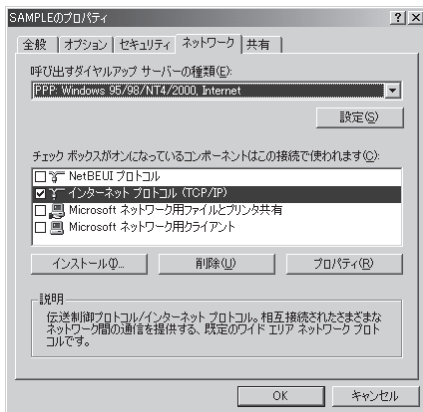 SAMPLEのプロパティ
全般 オプション セキュリティ ネットワーク 共有
呼び出すダイヤルアップ サーバーの種類(E):
PPP: Windows 95/98/NT4/2000, Internet
設定(S)
チェック ボックスがオンになっているコンポーネントはこの接続で使われます(C):
NetBEUI プロトコル
インターネット プロトコル (TCP/IP)
Microsoft ネットワーク用ファイルとプリンタ共有
Microsoft ネットワーク用クライアント
インストール(I)... 削除(U) プロパティ(R)
説明
伝送制御プロトコル/インターネット プロトコル。相互接続されたさまざまな
ネットワーク間の通信を提供する、既定のワイド エリア ネットワーク プロト
コルです。
OK キャンセル